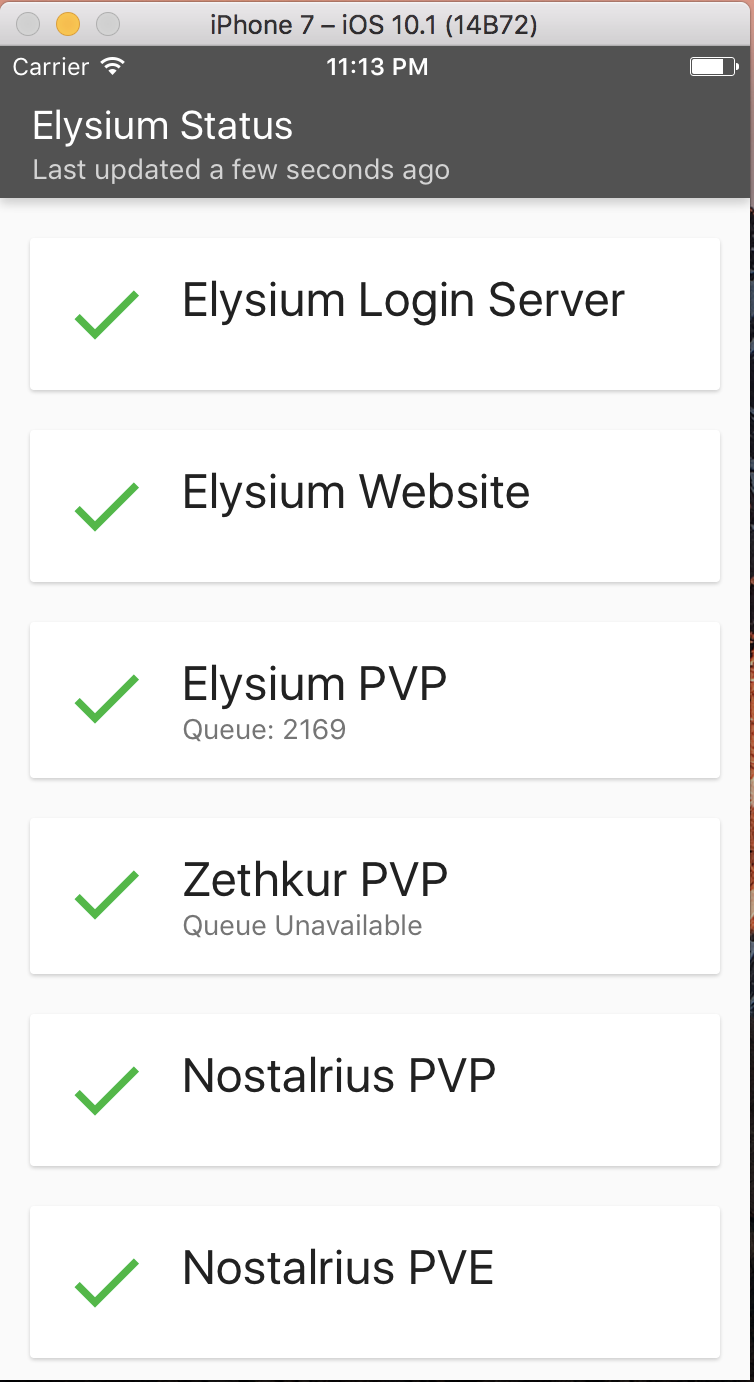 iPhone 7 – iOS 10.1 (14B72)
Carrier 11:13 PM
Elysium Status
Last updated a few seconds ago
Elysium Login Server
Elysium Website
Elysium PVP
Queue: 2169
Zethkur PVP
Queue Unavailable
Nostalrius PVP
Nostalrius PVE